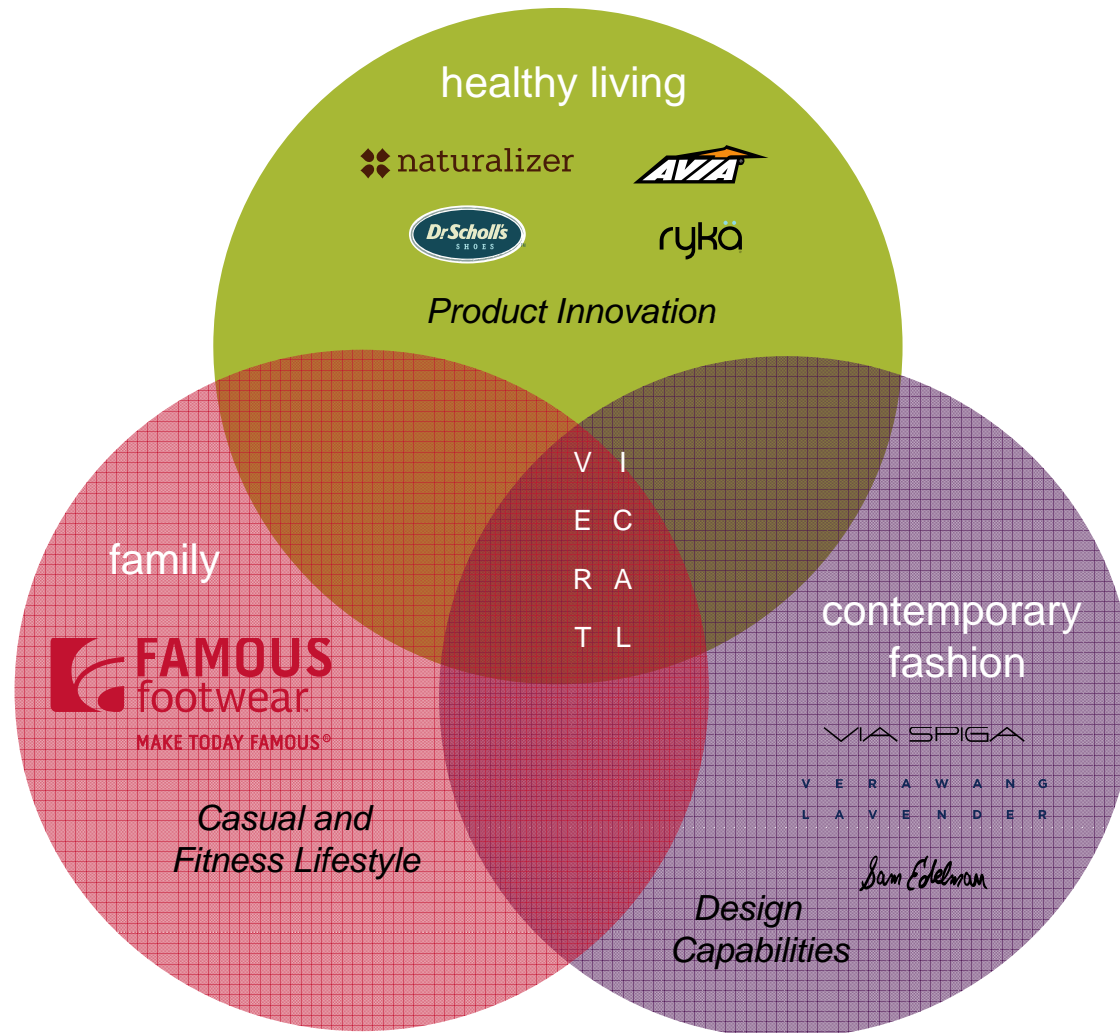 healthy living
naturalizer
AVIA
Dr Scholl's
SHOES
rykä
Product Innovation
V I
E C
R A
T L
family
FAMOUS
footwear
MAKE TODAY FAMOUS®
Casual and
Fitness Lifestyle
contemporary
fashion
VIA SPIGA
VERAWANG
LAVENDER
Sam Edelman
Design
Capabilities